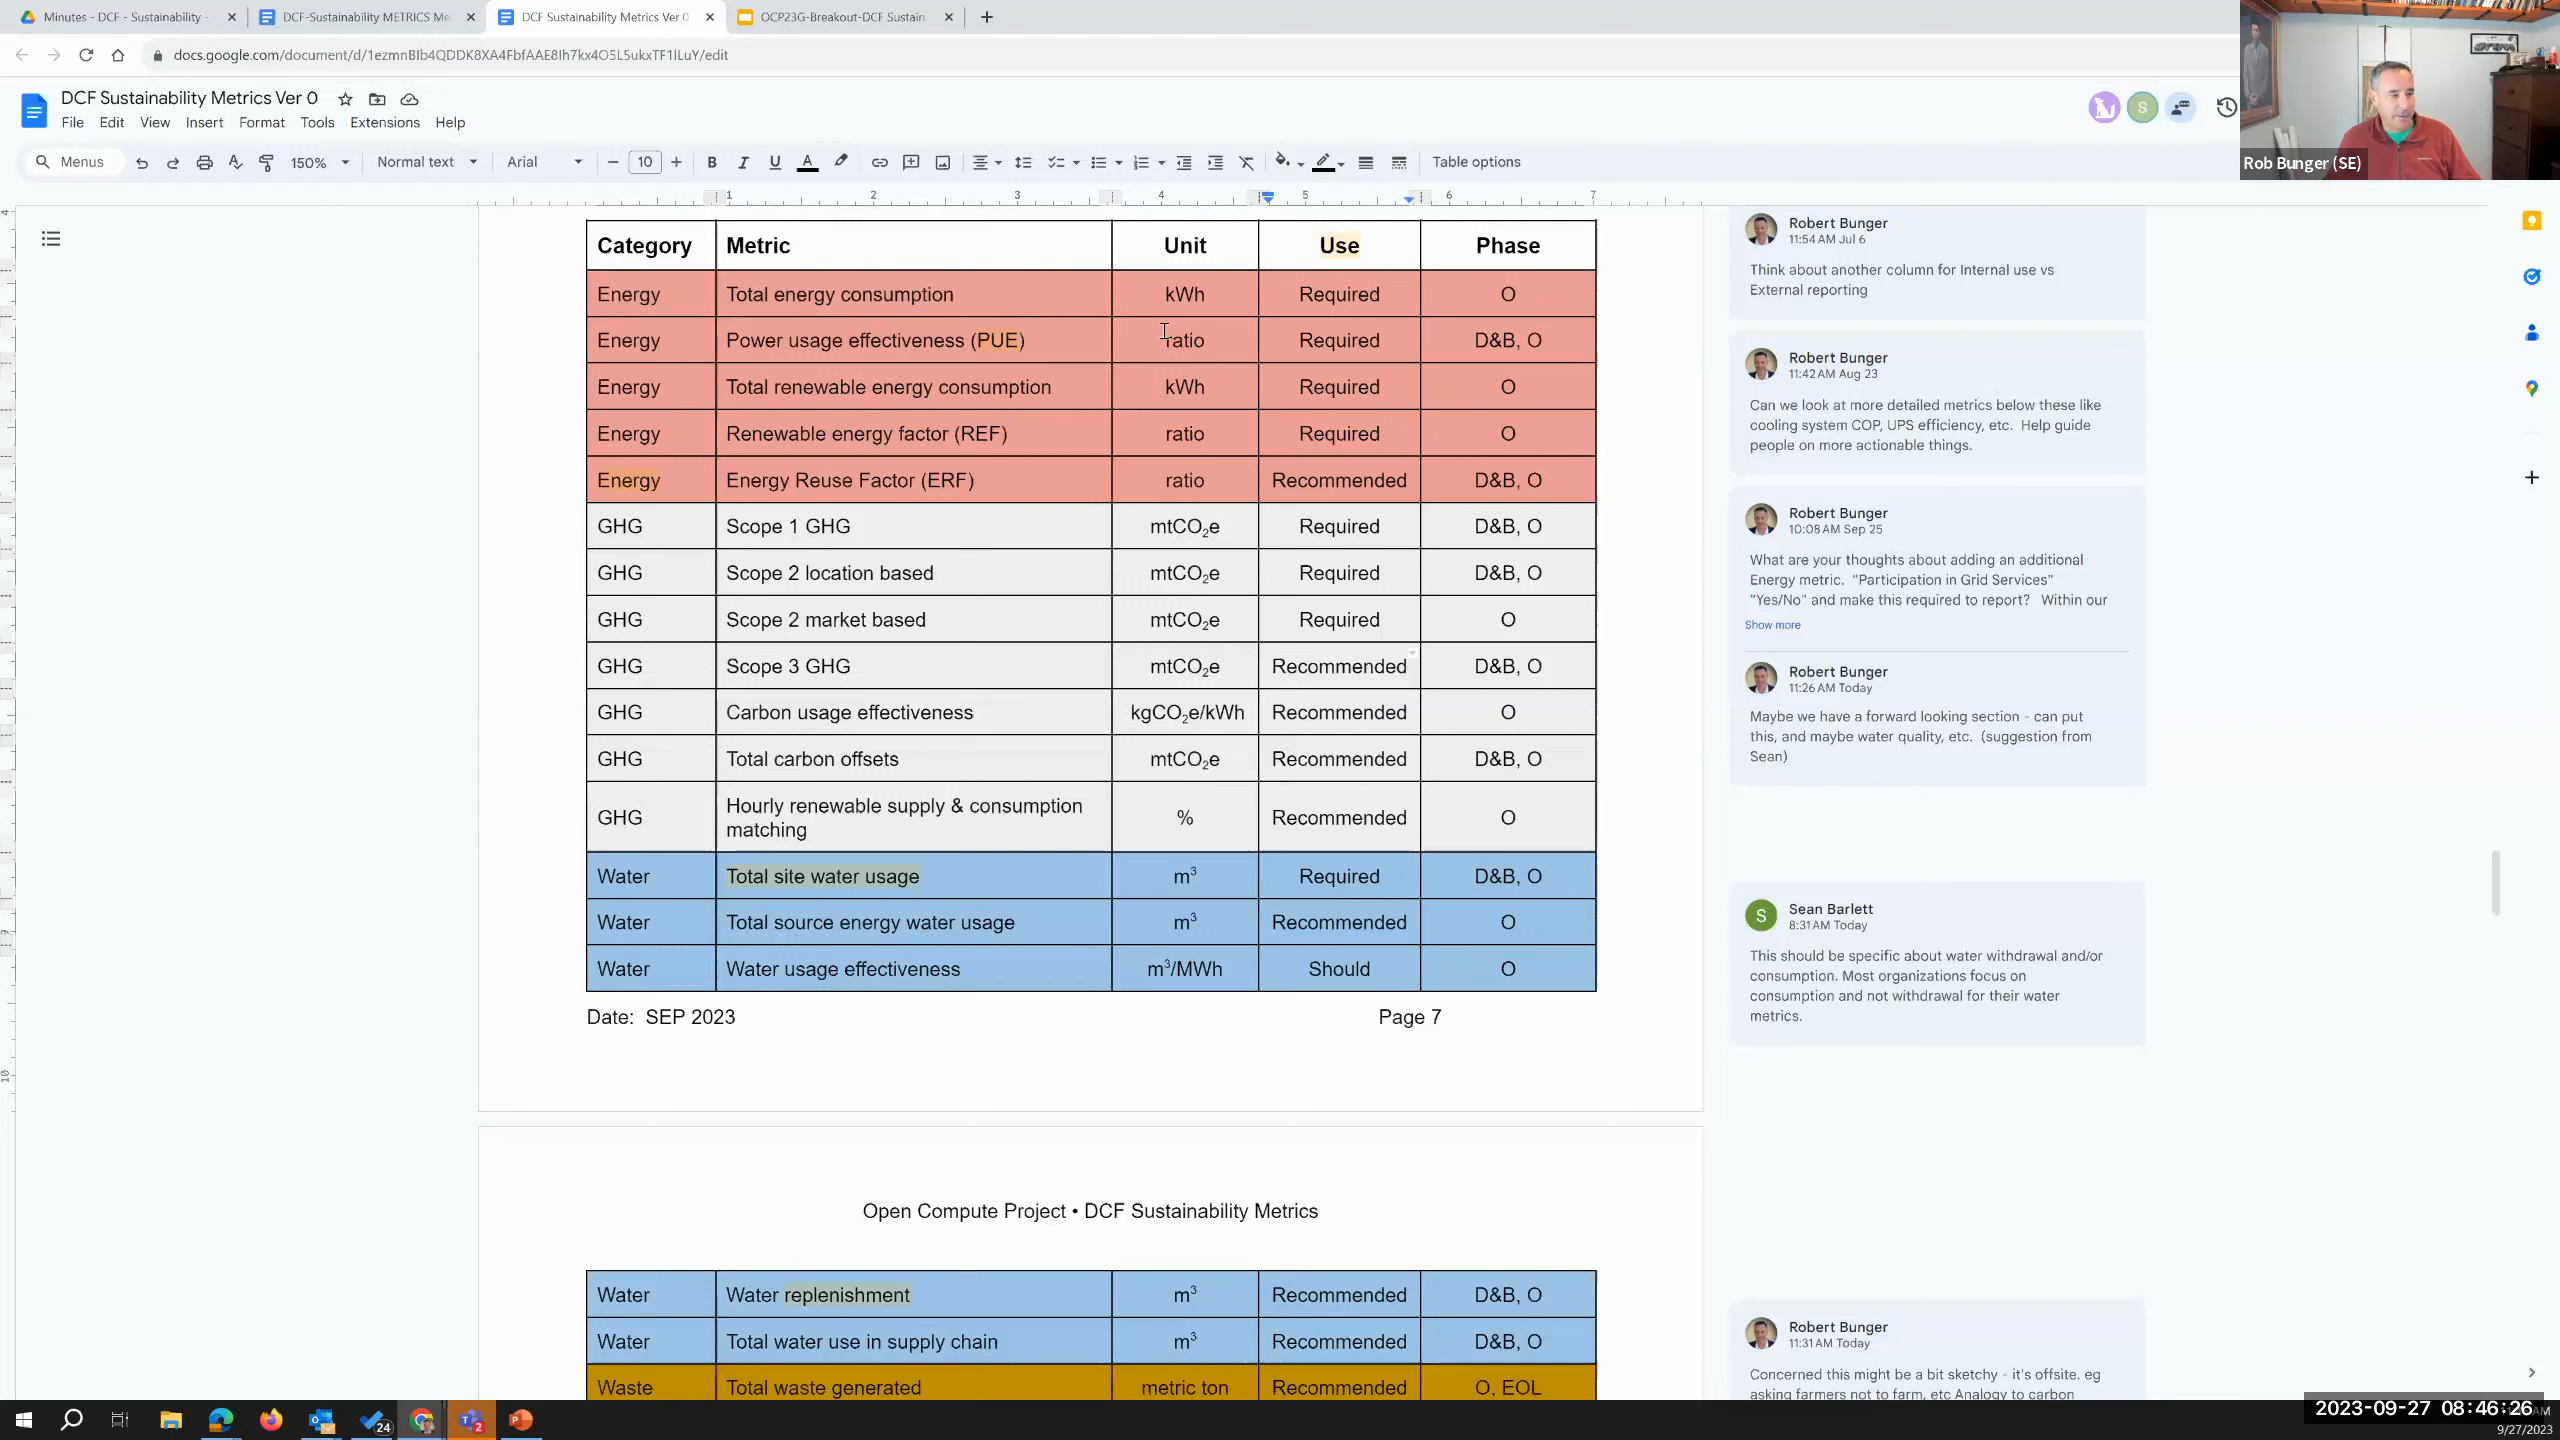 Minutes - DCF - Sustainability -
DCF-Sustainability METRICS Me
DCF Sustainability Metrics Ver 0
OCP23G-Breakout-DCF Sustain
docs.google.com/document/d/1ezmnBIb4QDDK8XA4FbfAAE8Ih7kx4O5L5ukxTF1lLuY/edit
DCF Sustainability Metrics Ver 0
File Edit View Insert Format Tools Extensions Help
S
Rob Bunger (SE)
Menus 150% Normal text Arial 10 B I U A Table options
1 2 3 4 5 6 7
Category Metric Unit Use Phase
Energy Total energy consumption kWh Required O
Energy Power usage effectiveness (PUE) ratio Required D&B, O
Energy Total renewable energy consumption kWh Required O
Energy Renewable energy factor (REF) ratio Required O
Energy Energy Reuse Factor (ERF) ratio Recommended D&B, O
GHG Scope 1 GHG mtCO₂e Required D&B, O
GHG Scope 2 location based mtCO₂e Required D&B, O
GHG Scope 2 market based mtCO₂e Required O
GHG Scope 3 GHG mtCO₂e Recommended D&B, O
GHG Carbon usage effectiveness kgCO₂e/kWh Recommended O
GHG Total carbon offsets mtCO₂e Recommended D&B, O
GHG Hourly renewable supply & consumption
matching % Recommended O
Water Total site water usage m³ Required D&B, O
Water Total source energy water usage m³ Recommended O
Water Water usage effectiveness m³/MWh Should O
Date: SEP 2023 Page 7
Open Compute Project • DCF Sustainability Metrics
Water Water replenishment m³ Recommended D&B, O
Water Total water use in supply chain m³ Recommended D&B, O
Waste Total waste generated metric ton Recommended O, EOL
Robert Bunger
11:54 AM Jul 6
Think about another column for Internal use vs
External reporting
Robert Bunger
11:42 AM Aug 23
Can we look at more detailed metrics below these like
cooling system COP, UPS efficiency, etc. Help guide
people on more actionable things.
Robert Bunger
10:08 AM Sep 25
What are your thoughts about adding an additional
Energy metric. "Participation in Grid Services"
"Yes/No" and make this required to report? Within our
Show more
Robert Bunger
11:26 AM Today
Maybe we have a forward looking section - can put
this, and maybe water quality, etc. (suggestion from
Sean)
S
Sean Barlett
8:31 AM Today
This should be specific about water withdrawal and/or
consumption. Most organizations focus on
consumption and not withdrawal for their water
metrics.
Robert Bunger
11:31 AM Today
Concerned this might be a bit sketchy - it's offsite. eg
asking farmers not to farm, etc Analogy to carbon
24
2
2023-09-27 08:46:26
9/27/2023